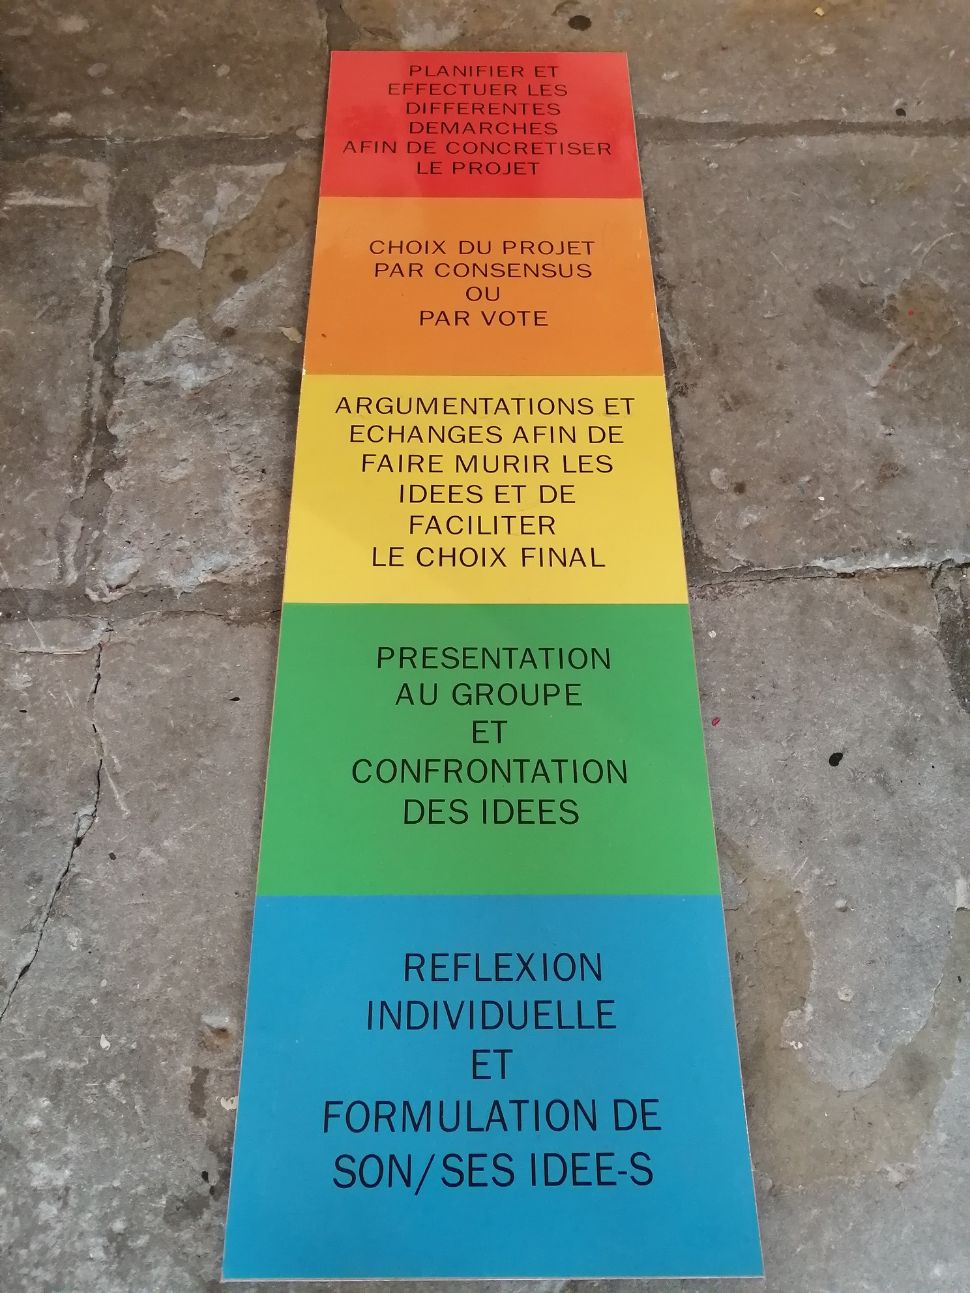 PLANIFIER ET
EFFECTUER LES
DIFFERENTES
DEMARCHES
AFIN DE CONCRETISER
LE PROJET
CHOIX DU PROJET
PAR CONSENSUS
OU
PAR VOTE
ARGUMENTATIONS ET
ECHANGES AFIN DE
FAIRE MURIR LES
IDEES ET DE
FACILITER
LE CHOIX FINAL
PRESENTATION
AU GROUPE
ET
CONFRONTATION
DES IDEES
REFLEXION
INDIVIDUELLE
ET
FORMULATION DE
SON/SES IDEE-S